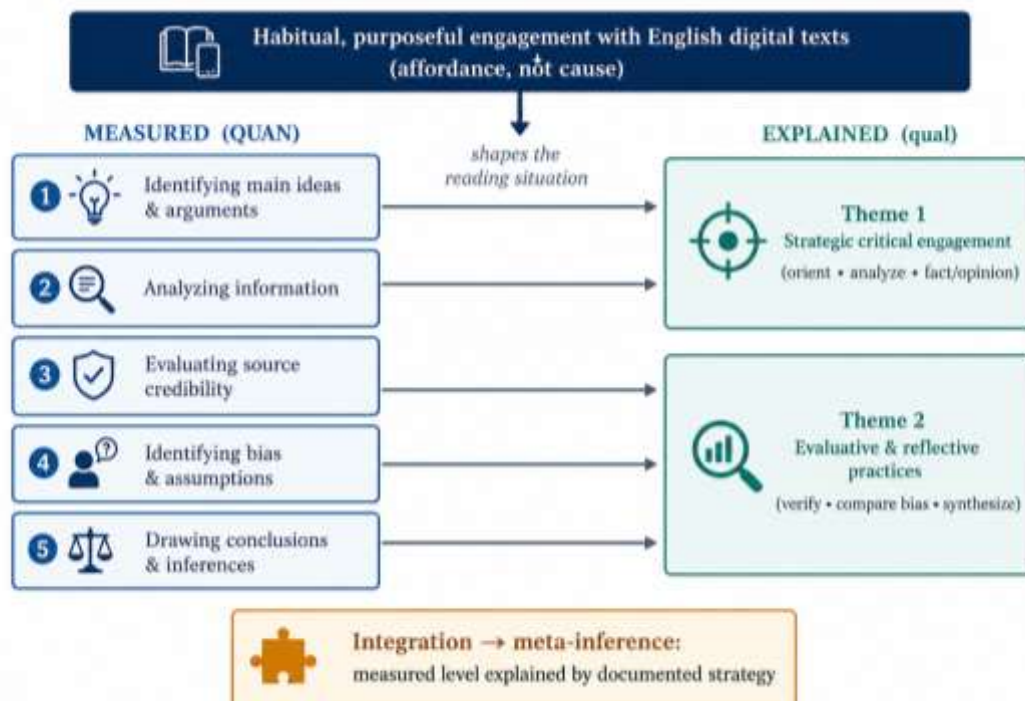 Habitual, purposeful engagement with English digital texts
(affordance, not cause)
MEASURED (QUAN)
shapes the
reading situation
EXPLAINED (qual)
1
Identifying main ideas
& arguments
2
Analyzing information
3
Evaluating source
credibility
4
?
Identifying bias
& assumptions
5
Drawing conclusions
& inferences
Theme 1
Strategic critical engagement
(orient • analyze • fact/opinion)
Theme 2
Evaluative & reflective
practices
(verify • compare bias • synthesize)
Integration → meta-inference:
measured level explained by documented strategy